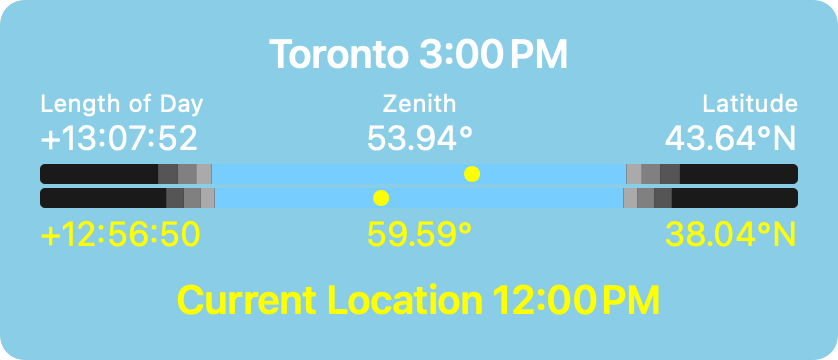 Toronto 3:00 PM
Length of Day Zenith Latitude
+13:07:52 53.94° 43.64°N
+12:56:50 59.59° 38.04°N
Current Location 12:00 PM